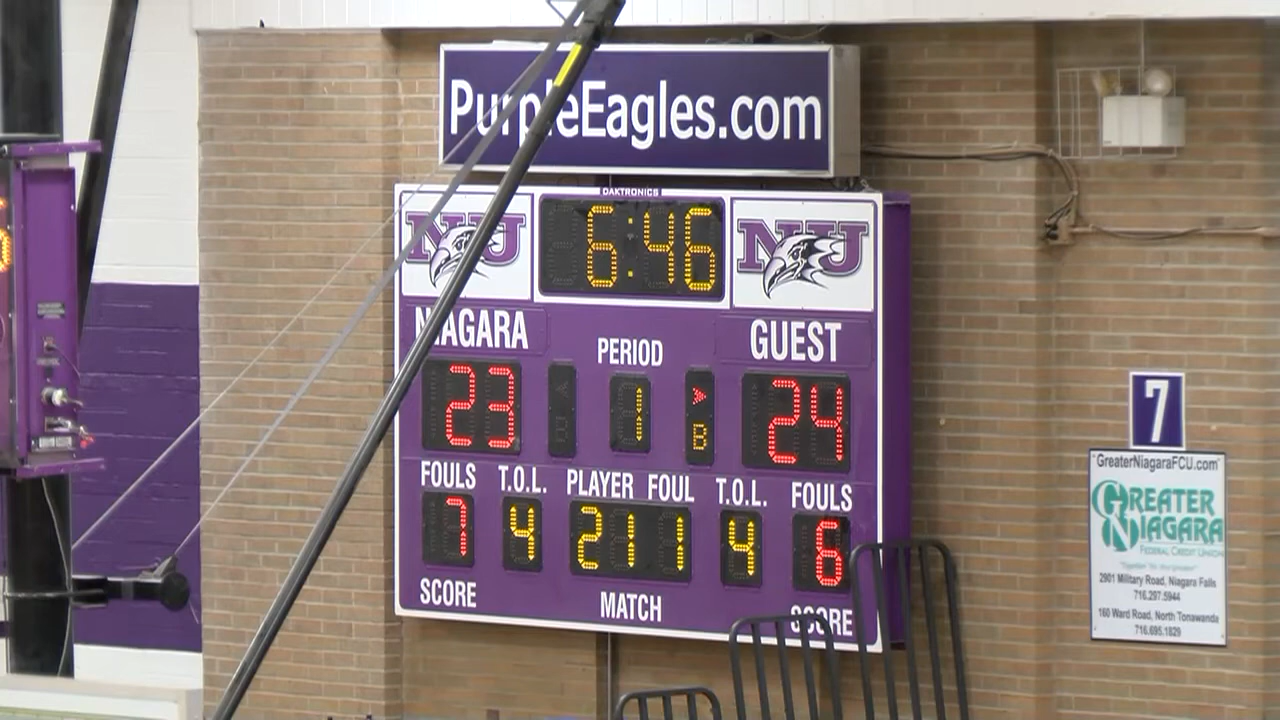 PurpleEagles.com
DAKTRONICS
NU 6:46 NU
NIAGARA PERIOD GUEST
23 1 B 24
FOULS T.O.L. PLAYER FOUL T.O.L. FOULS
7 4 21 1 4 6
SCORE MATCH SCORE
7
GreaterNiagaraFCU.com
GREATER
NIAGARA
FEDERAL CREDIT UNION
2901 Military Road, Niagara Falls
716.297.5944
160 Ward Road, North Tonawanda
716.695.1829